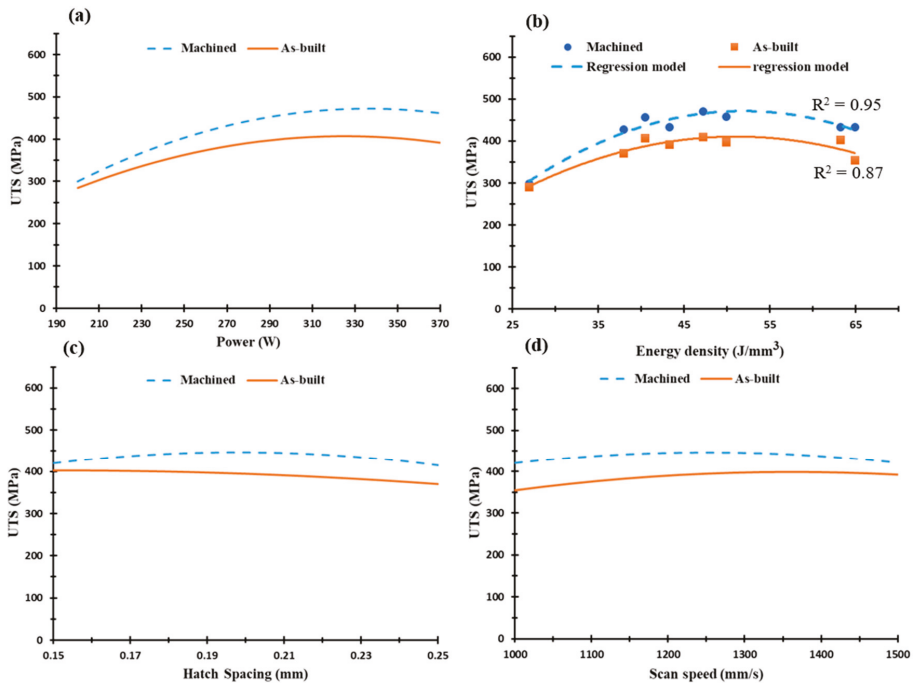 (a)
Machined As-built
600
500
400
300
200
100
0
UTS (MPa)
190 210 230 250 270 290 310 330 350 370
Power (W)
(b)
Machined As-built
Regression model regression model
600
500
400
300
200
100
0
UTS (MPa)
R² = 0.95
R² = 0.87
25 35 45 55 65
Energy density (J/mm³)
(c)
Machined As-built
600
500
400
300
200
100
0
UTS (MPa)
0.15 0.17 0.19 0.21 0.23 0.25
Hatch Spacing (mm)
(d)
Machined As-built
600
500
400
300
200
100
0
UTS (MPa)
1000 1100 1200 1300 1400 1500
Scan speed (mm/s)